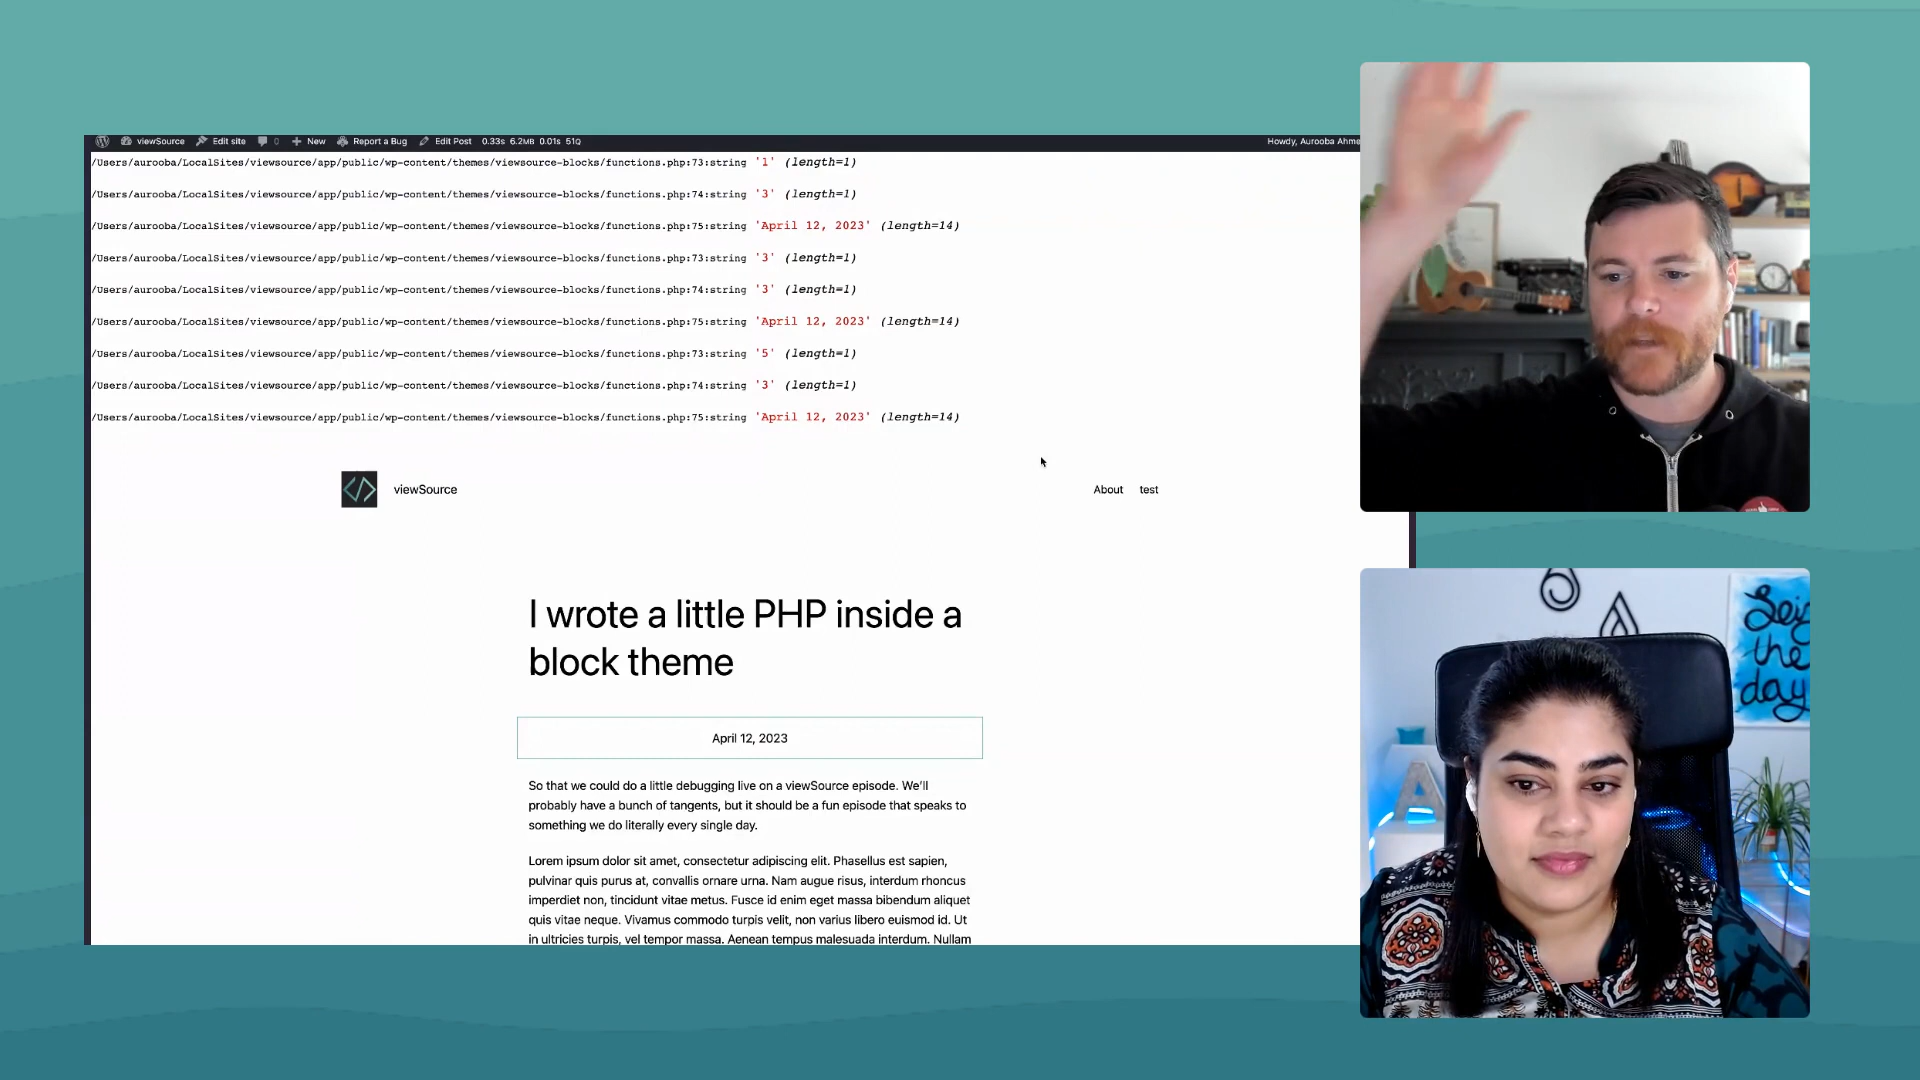 viewSource Edit site 0 New Report a Bug Edit Post 0.33s 6.2MB 0.01s 51Q Howdy, Aurooba Ahme
/Users/aurooba/LocalSites/viewsource/app/public/wp-content/themes/viewsource-blocks/functions.php:73:string '1' (length=1)
/Users/aurooba/LocalSites/viewsource/app/public/wp-content/themes/viewsource-blocks/functions.php:74:string '3' (length=1)
/Users/aurooba/LocalSites/viewsource/app/public/wp-content/themes/viewsource-blocks/functions.php:75:string 'April 12, 2023' (length=14)
/Users/aurooba/LocalSites/viewsource/app/public/wp-content/themes/viewsource-blocks/functions.php:73:string '3' (length=1)
/Users/aurooba/LocalSites/viewsource/app/public/wp-content/themes/viewsource-blocks/functions.php:74:string '3' (length=1)
/Users/aurooba/LocalSites/viewsource/app/public/wp-content/themes/viewsource-blocks/functions.php:75:string 'April 12, 2023' (length=14)
/Users/aurooba/LocalSites/viewsource/app/public/wp-content/themes/viewsource-blocks/functions.php:73:string '5' (length=1)
/Users/aurooba/LocalSites/viewsource/app/public/wp-content/themes/viewsource-blocks/functions.php:74:string '3' (length=1)
/Users/aurooba/LocalSites/viewsource/app/public/wp-content/themes/viewsource-blocks/functions.php:75:string 'April 12, 2023' (length=14)
</> viewSource About test
I wrote a little PHP inside a
block theme
April 12, 2023
So that we could do a little debugging live on a viewSource episode. We'll
probably have a bunch of tangents, but it should be a fun episode that speaks to
something we do literally every single day.
Lorem ipsum dolor sit amet, consectetur adipiscing elit. Phasellus est sapien,
pulvinar quis purus at, convallis ornare urna. Nam augue risus, interdum rhoncus
imperdiet non, tincidunt vitae metus. Fusce id enim eget massa bibendum aliquet
quis vitae neque. Vivamus commodo turpis velit, non varius libero euismod id. Ut
in ultricies turpis, vel tempor massa. Aenean tempus malesuada interdum. Nullam
Seiz
the
day
A